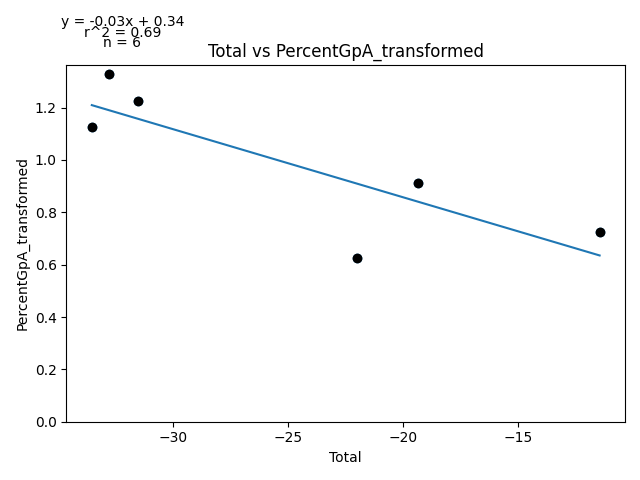 y = -0.03x + 0.34
r^2 = 0.69
n = 6
Total vs PercentGpA_transformed
PercentGpA_transformed
1.2
1.0
0.8
0.6
0.4
0.2
0.0
−30
−25
−20
−15
Total